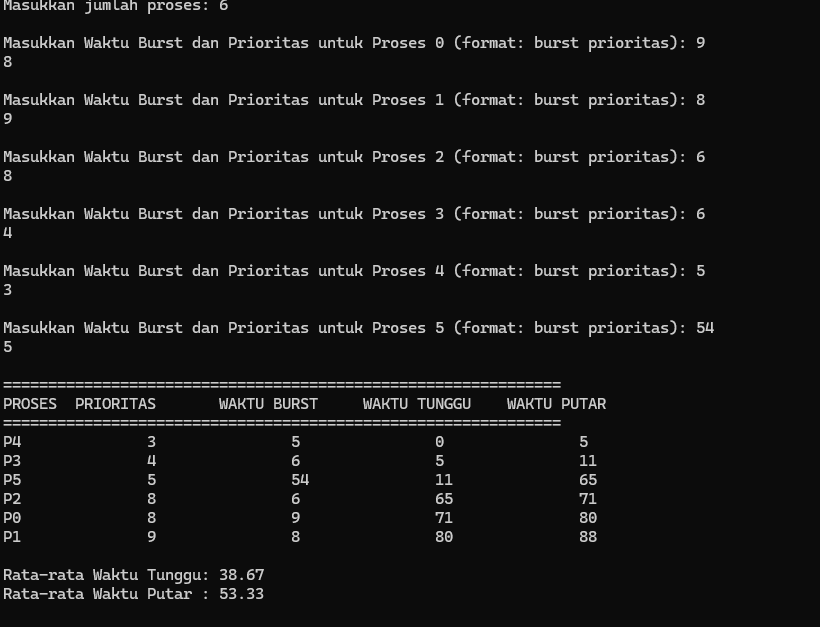 Masukkan jumlah proses: 6
Masukkan Waktu Burst dan Prioritas untuk Proses 0 (format: burst prioritas): 9
8
Masukkan Waktu Burst dan Prioritas untuk Proses 1 (format: burst prioritas): 8
9
Masukkan Waktu Burst dan Prioritas untuk Proses 2 (format: burst prioritas): 6
8
Masukkan Waktu Burst dan Prioritas untuk Proses 3 (format: burst prioritas): 6
4
Masukkan Waktu Burst dan Prioritas untuk Proses 4 (format: burst prioritas): 5
3
Masukkan Waktu Burst dan Prioritas untuk Proses 5 (format: burst prioritas): 54
5
==============================================================
PROSES  PRIORITAS       WAKTU BURST     WAKTU TUNGGU    WAKTU PUTAR
==============================================================
P4              3               5               0               5
P3              4               6               5               11
P5              5               54              11              65
P2              8               6               65              71
P0              8               9               71              80
P1              9               8               80              88
Rata-rata Waktu Tunggu: 38.67
Rata-rata Waktu Putar : 53.33